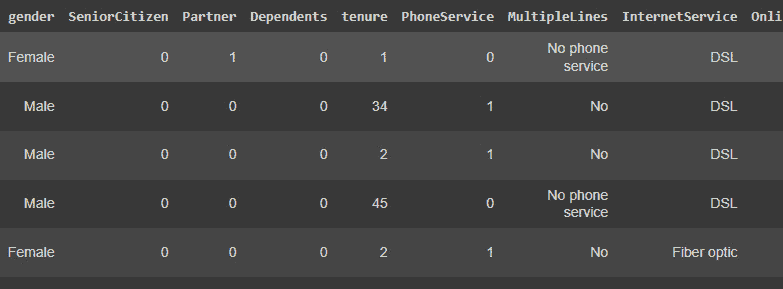 gender SeniorCitizen Partner Dependents tenure PhoneService MultipleLines InternetService Onli
Female 0 1 0 1 0 No phone service DSL
Male 0 0 0 34 1 No DSL
Male 0 0 0 2 1 No DSL
Male 0 0 0 45 0 No phone service DSL
Female 0 0 0 2 1 No Fiber optic